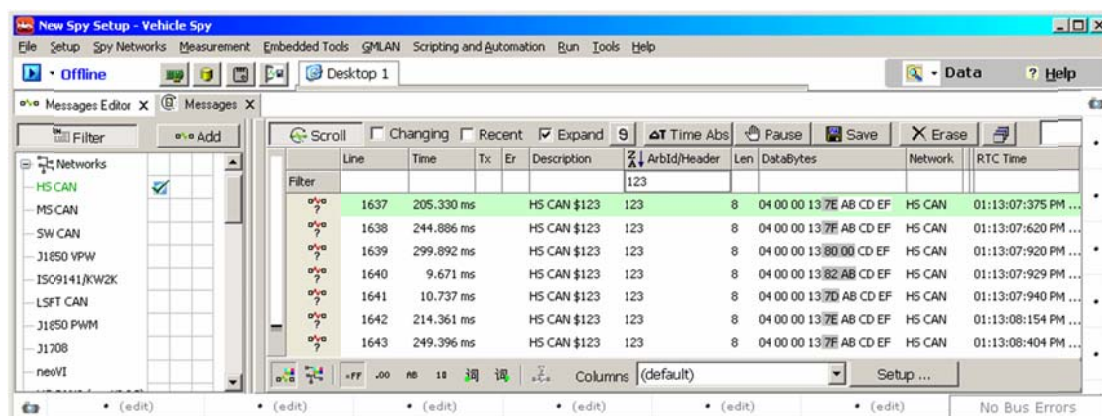 New Spy Setup - Vehicle Spy
File Setup Spy Networks Measurement Embedded Tools GMLAN Scripting and Automation Run Tools Help
Offline Desktop 1 Data ? Help
Messages Editor X Messages X
Filter Add Scroll Changing Recent Expand 9 ΔT Time Abs Pause Save Erase
Line Time Tx Er Description ArbId/Header Len DataBytes Network RTC Time
Filter 123
1637 205.330 ms HS CAN $123 123 8 04 00 00 13 7E AB CD EF HS CAN 01:13:07:375 PM ...
1638 244.886 ms HS CAN $123 123 8 04 00 00 13 7F AB CD EF HS CAN 01:13:07:620 PM ...
1639 299.892 ms HS CAN $123 123 8 04 00 00 13 80 00 CD EF HS CAN 01:13:07:920 PM ...
1640 9.671 ms HS CAN $123 123 8 04 00 00 13 82 AB CD EF HS CAN 01:13:07:929 PM ...
1641 10.737 ms HS CAN $123 123 8 04 00 00 13 7D AB CD EF HS CAN 01:13:07:940 PM ...
1642 214.361 ms HS CAN $123 123 8 04 00 00 13 7E AB CD EF HS CAN 01:13:08:154 PM ...
1643 249.396 ms HS CAN $123 123 8 04 00 00 13 7F AB CD EF HS CAN 01:13:08:404 PM ...
Networks
HS CAN
MS CAN
SW CAN
J1850 VPW
ISO9141/KW2K
LSFT CAN
J1850 PWM
J1708
neoVI
=FF .00 AB 10 Columns (default) Setup ...
(edit) (edit) (edit) (edit) (edit) (edit) No Bus Errors